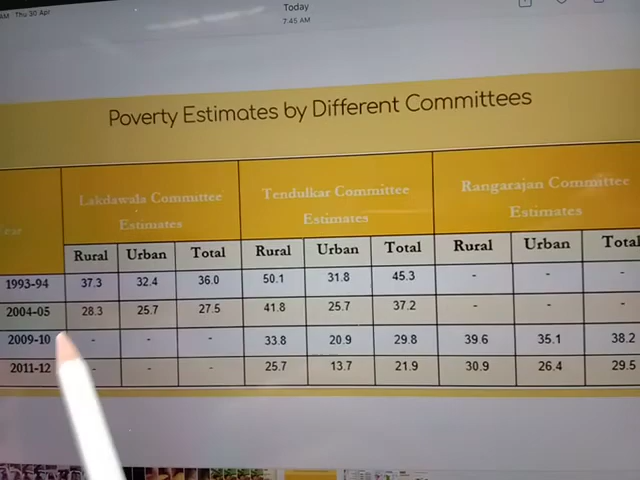 AM Thu 30 Apr
Today
7:45 AM
Poverty Estimates by Different Committees
Year Lakdawala Committee Estimates Tendulkar Committee Estimates Rangarajan Committee Estimates
Rural Urban Total Rural Urban Total Rural Urban Total
1993-94 37.3 32.4 36.0 50.1 31.8 45.3 - - -
2004-05 28.3 25.7 27.5 41.8 25.7 37.2 - - -
2009-10 - - - 33.8 20.9 29.8 39.6 35.1 38.2
2011-12 - - - 25.7 13.7 21.9 30.9 26.4 29.5